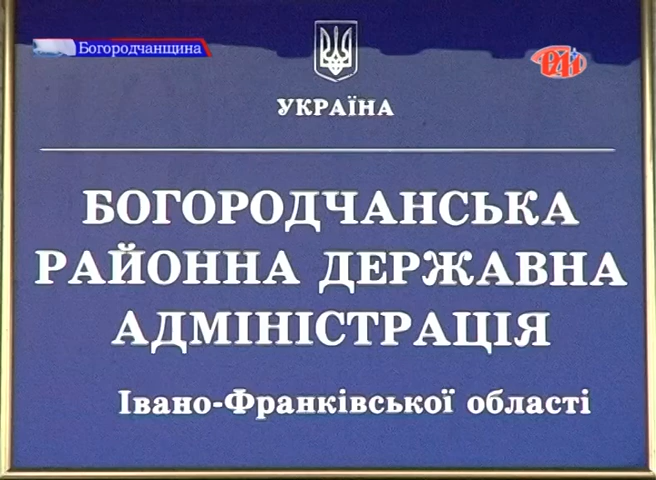 Богородчанщина
УКРАЇНА
БОГОРОДЧАНСЬКА
РАЙОННА ДЕРЖАВНА
АДМІНІСТРАЦІЯ
Івано-Франківської області